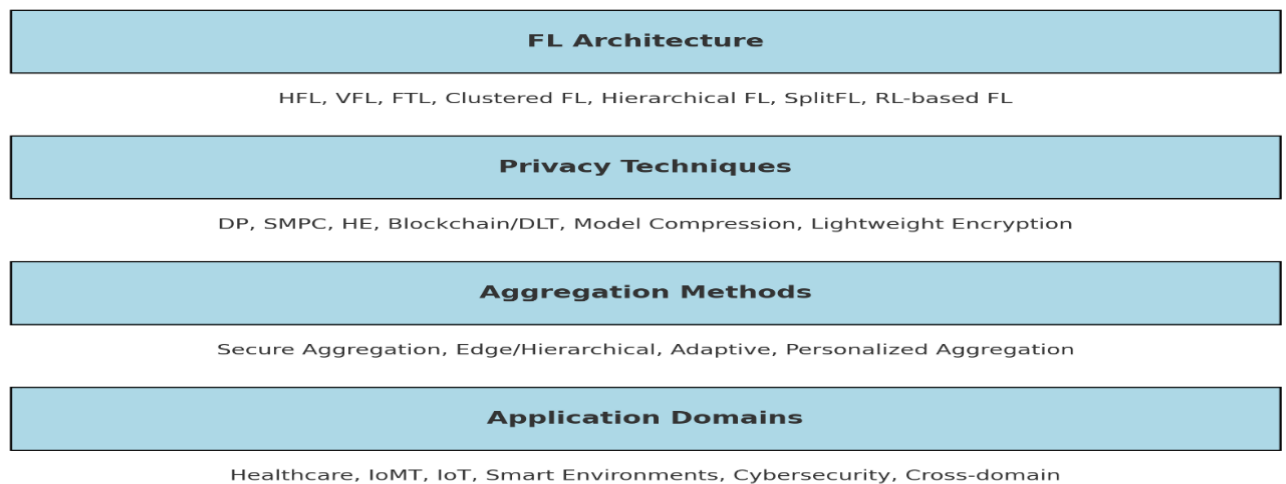 FL Architecture
HFL, VFL, FTL, Clustered FL, Hierarchical FL, SplitFL, RL-based FL
Privacy Techniques
DP, SMPC, HE, Blockchain/DLT, Model Compression, Lightweight Encryption
Aggregation Methods
Secure Aggregation, Edge/Hierarchical, Adaptive, Personalized Aggregation
Application Domains
Healthcare, IoMT, IoT, Smart Environments, Cybersecurity, Cross-domain